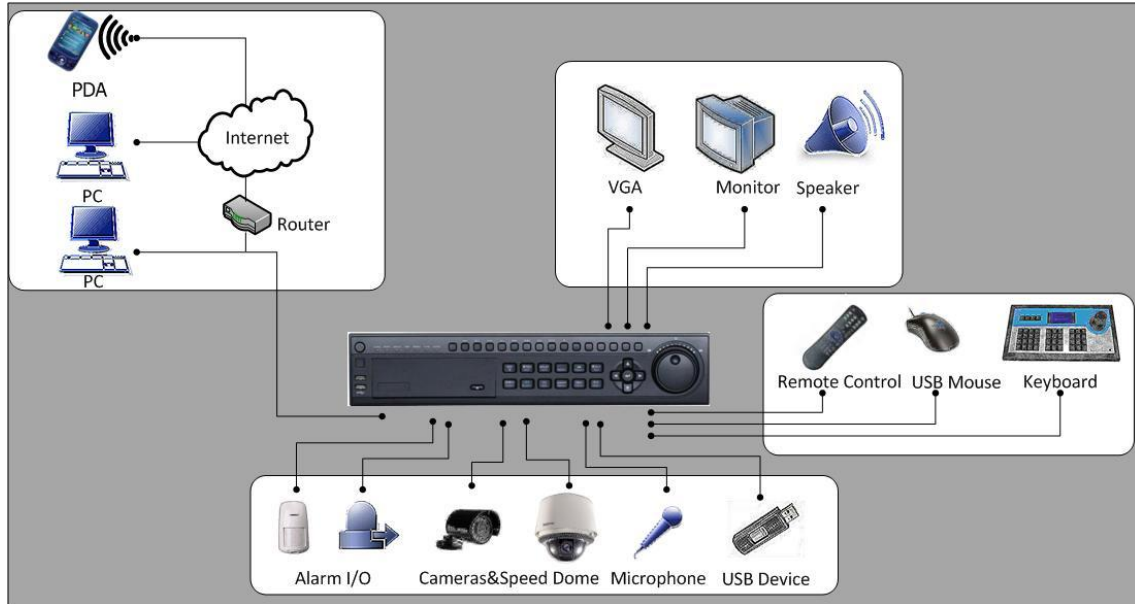 PDA
Internet
PC
Router
PC
VGA Monitor Speaker
Remote Control USB Mouse Keyboard
Alarm I/O Cameras&Speed Dome Microphone USB Device